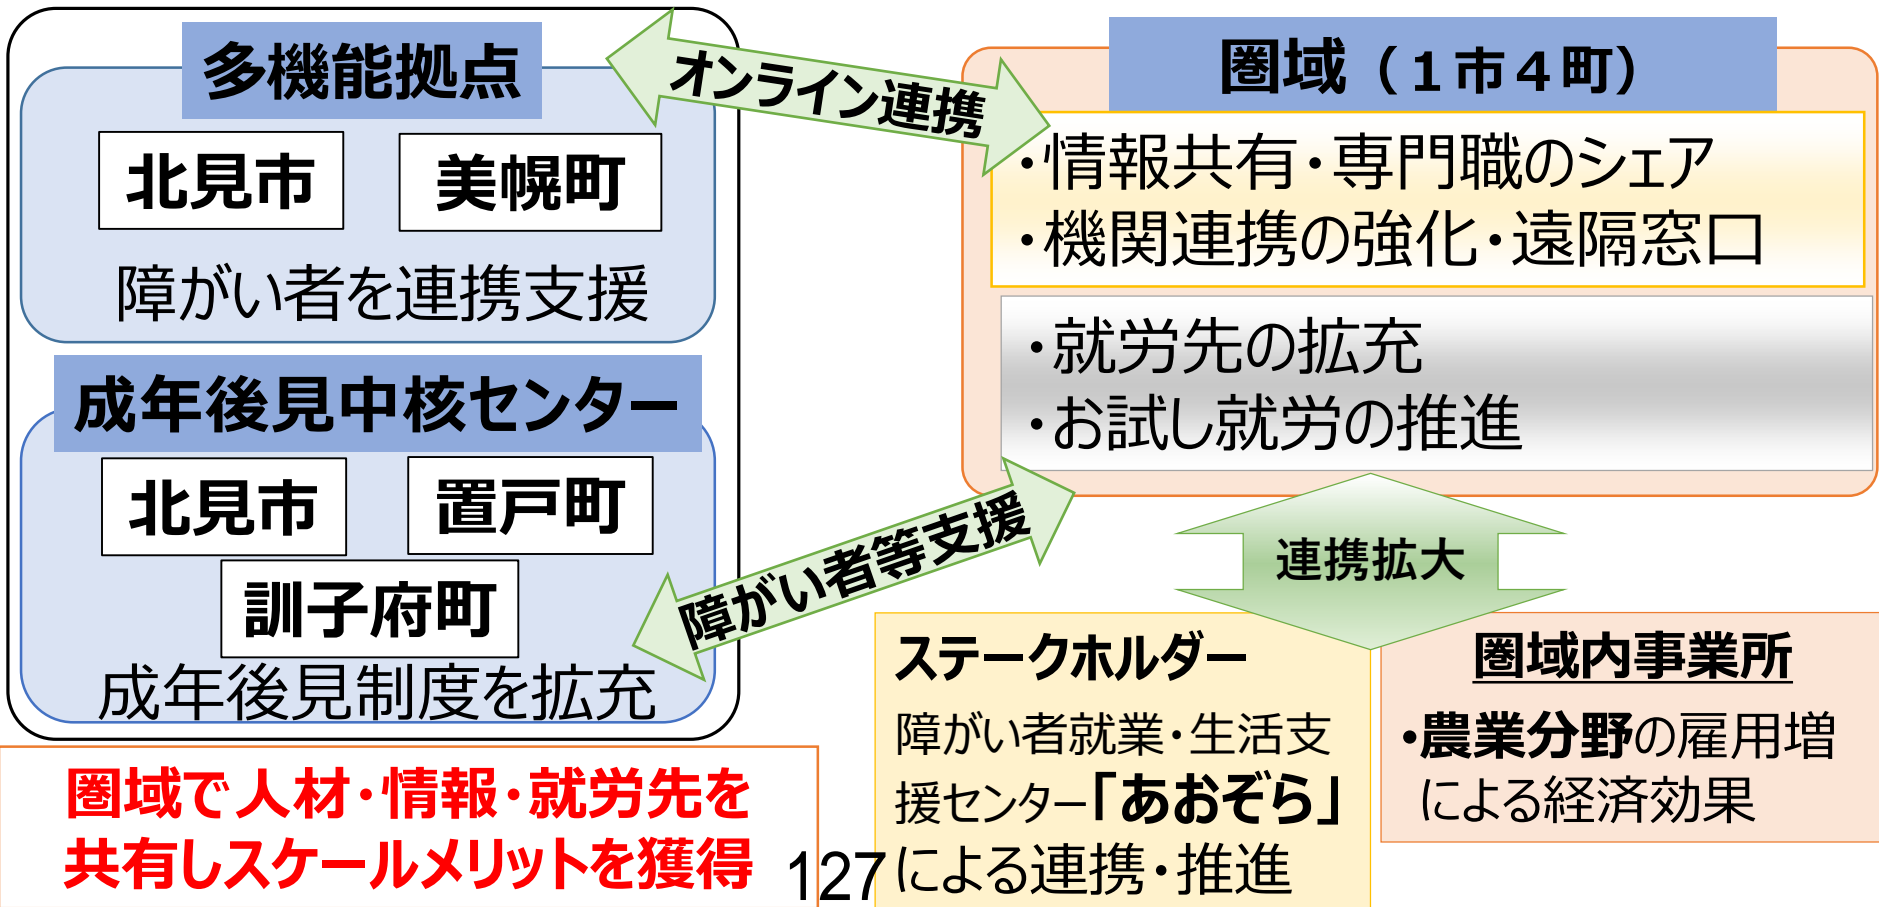 多機能拠点
北見市
美幌町
障がい者を連携支援
成年後見中核センター
北見市
置戸町
訓子府町
成年後見制度を拡充
オンライン連携
障がい者等支援
圏域（１市４町）
・情報共有・専門職のシェア
・機関連携の強化・遠隔窓口
・就労先の拡充
・お試し就労の推進
連携拡大
ステークホルダー
障がい者就業・生活支
援センター「あおぞら」
による連携・推進
圏域内事業所
・農業分野の雇用増
による経済効果
圏域で人材・情報・就労先を
共有しスケールメリットを獲得
127